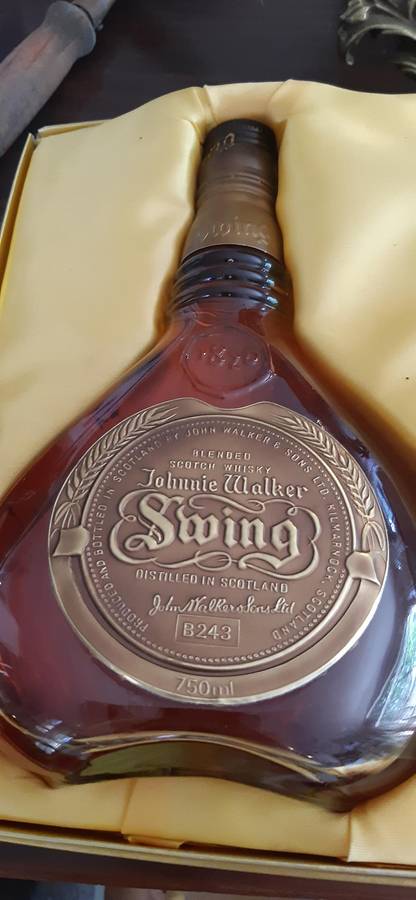 Swing
1820
PRODUCED AND BOTTLED IN SCOTLAND BY JOHN WALKER & SONS LTD, KILMARNOCK, SCOTLAND
BLENDED
SCOTCH WHISKY
Johnnie Walker
Swing
DISTILLED IN SCOTLAND
John Walker & Sons Ltd
B243
750ml